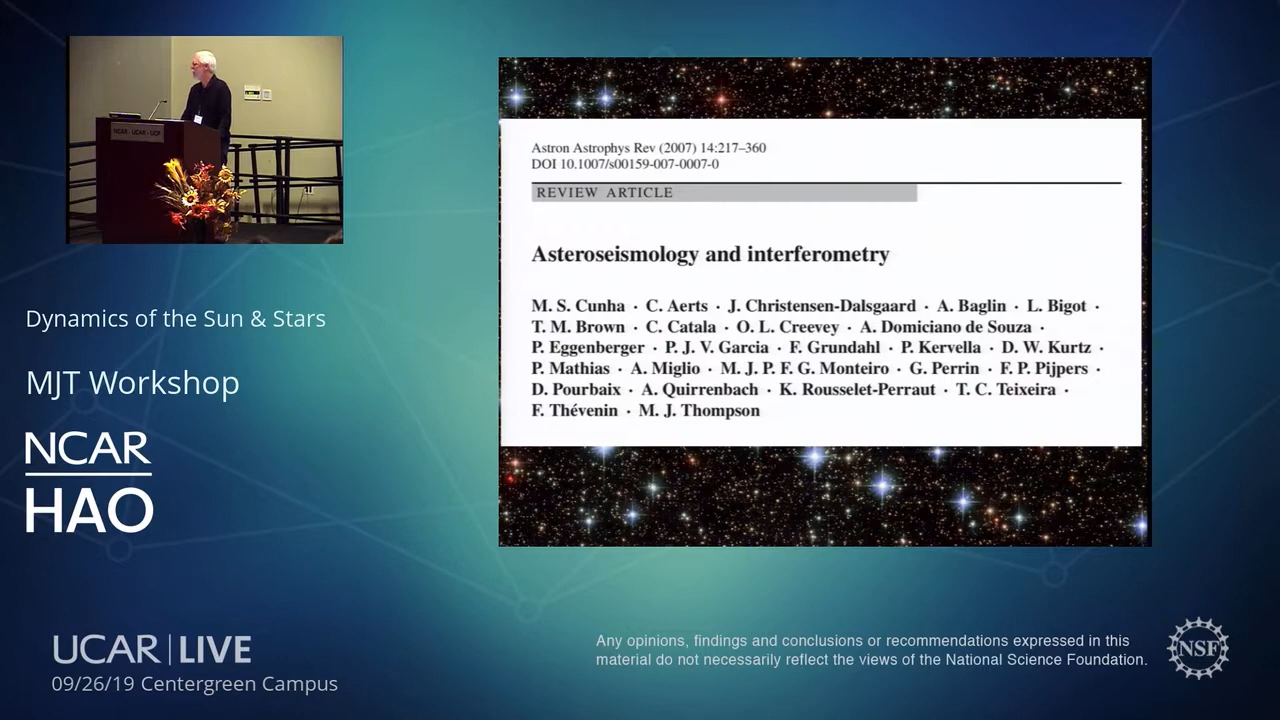 NCAR - UCAR - UCP
Dynamics of the Sun & Stars
MJT Workshop
NCAR
HAO
UCAR | LIVE
09/26/19 Centergreen Campus
Astron Astrophys Rev (2007) 14:217–360
DOI 10.1007/s00159-007-0007-0
REVIEW ARTICLE
Asteroseismology and interferometry
M. S. Cunha · C. Aerts · J. Christensen-Dalsgaard · A. Baglin · L. Bigot ·
T. M. Brown · C. Catala · O. L. Creevey · A. Domiciano de Souza ·
P. Eggenberger · P. J. V. Garcia · F. Grundahl · P. Kervella · D. W. Kurtz ·
P. Mathias · A. Miglio · M. J. P. F. G. Monteiro · G. Perrin · F. P. Pijpers ·
D. Pourbaix · A. Quirrenbach · K. Rousselet-Perraut · T. C. Teixeira ·
F. Thévenin · M. J. Thompson
Any opinions, findings and conclusions or recommendations expressed in this
material do not necessarily reflect the views of the National Science Foundation.
NSF